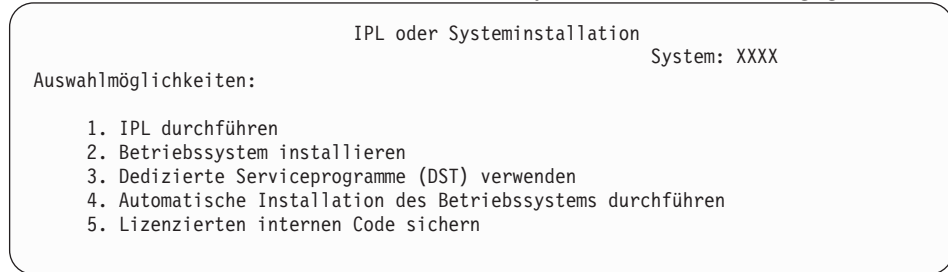 IPL oder Systeminstallation
System: XXXX
Auswahlmöglichkeiten:
1. IPL durchführen
2. Betriebssystem installieren
3. Dedizierte Serviceprogramme (DST) verwenden
4. Automatische Installation des Betriebssystems durchführen
5. Lizenzierten internen Code sichern